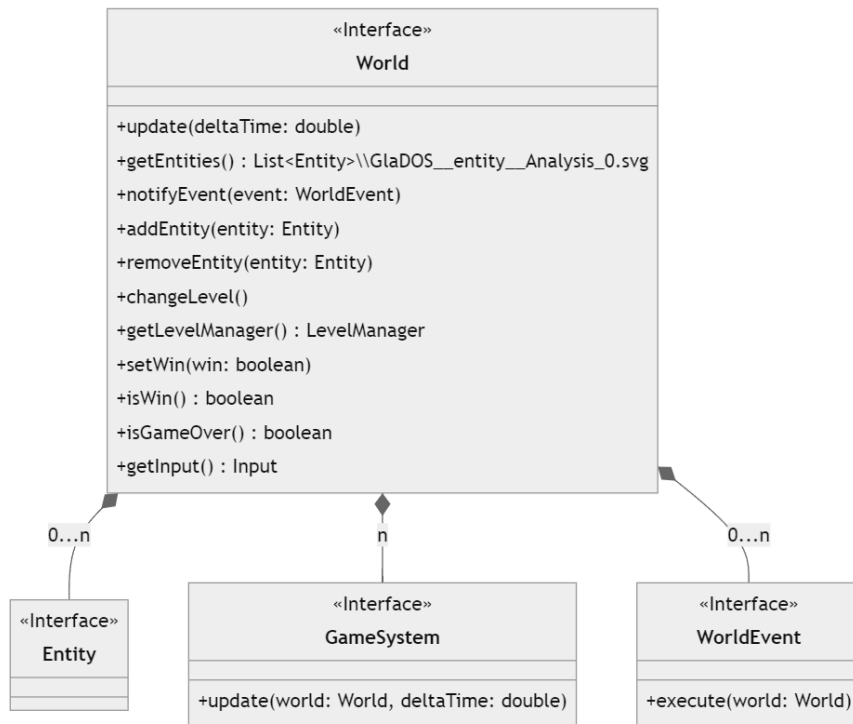 «Interface»
World
+update(deltaTime: double)
+getEntities() : List<Entity>\\GlaDOS__entity__Analysis_0.svg
+notifyEvent(event: WorldEvent)
+addEntity(entity: Entity)
+removeEntity(entity: Entity)
+changeLevel()
+getLevelManager() : LevelManager
+setWin(win: boolean)
+isWin() : boolean
+isGameOver() : boolean
+getInput() : Input
0...n
n
0...n
«Interface»
Entity
«Interface»
GameSystem
+update(world: World, deltaTime: double)
«Interface»
WorldEvent
+execute(world: World)